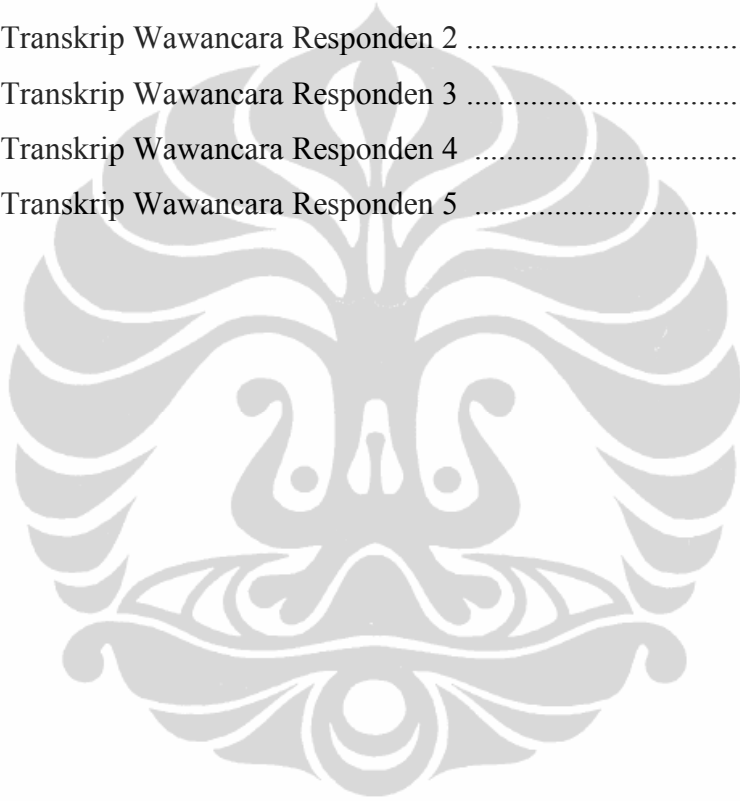 Transkrip Wawancara Responden 2 ....................................
Transkrip Wawancara Responden 3 ....................................
Transkrip Wawancara Responden 4 ...................................
Transkrip Wawancara Responden 5 ...................................